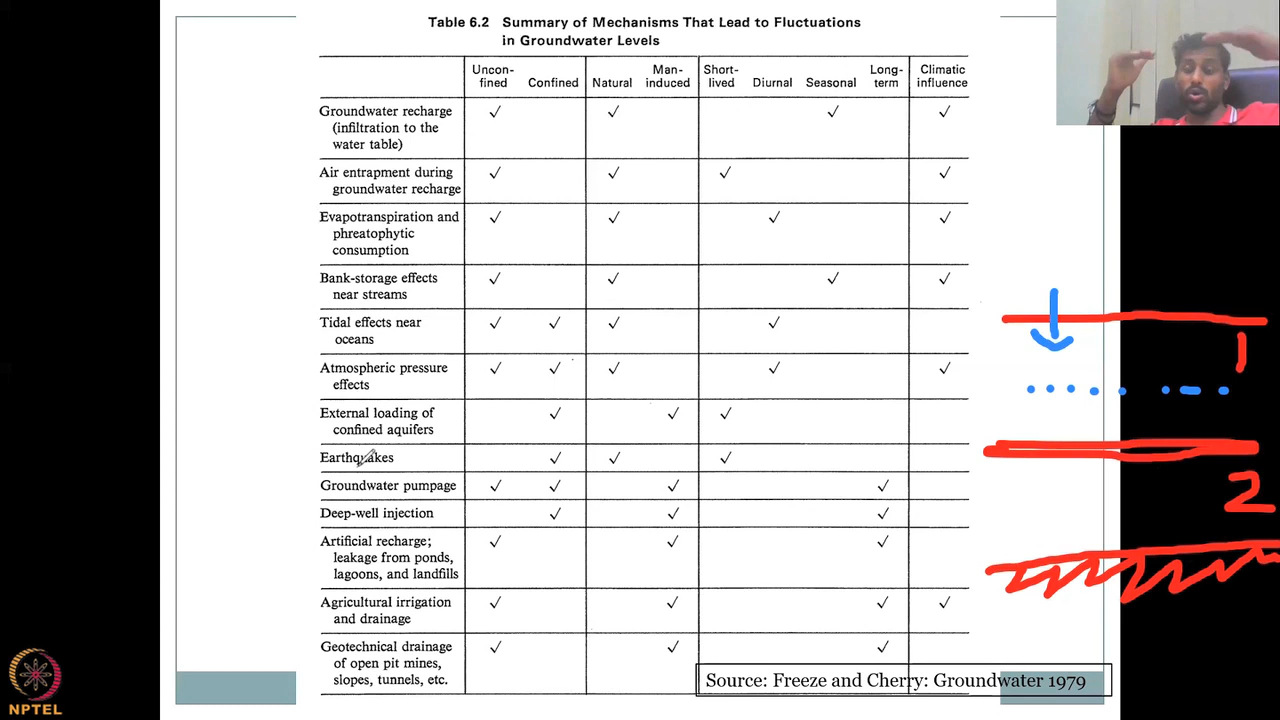 Table 6.2 Summary of Mechanisms That Lead to Fluctuations
in Groundwater Levels
Uncon-
fined
Confined
Natural
Man-
induced
Short-
lived
Diurnal
Seasonal
Long-
term
Climatic
influence
Groundwater recharge
(infiltration to the
water table)
✓ ✓ ✓ ✓
Air entrapment during
groundwater recharge
✓ ✓ ✓ ✓
Evapotranspiration and
phreatophytic
consumption
✓ ✓ ✓ ✓
Bank-storage effects
near streams
✓ ✓ ✓ ✓
Tidal effects near
oceans
✓ ✓ ✓ ✓
Atmospheric pressure
effects
✓ ✓ ✓ ✓ ✓
External loading of
confined aquifers
✓ ✓ ✓
Earthquakes
✓ ✓ ✓
Groundwater pumpage
✓ ✓ ✓ ✓
Deep-well injection
✓ ✓ ✓
Artificial recharge;
leakage from ponds,
lagoons, and landfills
✓ ✓ ✓
Agricultural irrigation
and drainage
✓ ✓ ✓ ✓
Geotechnical drainage
of open pit mines,
slopes, tunnels, etc.
✓ ✓ ✓
Source: Freeze and Cherry: Groundwater 1979
1
2
NPTEL